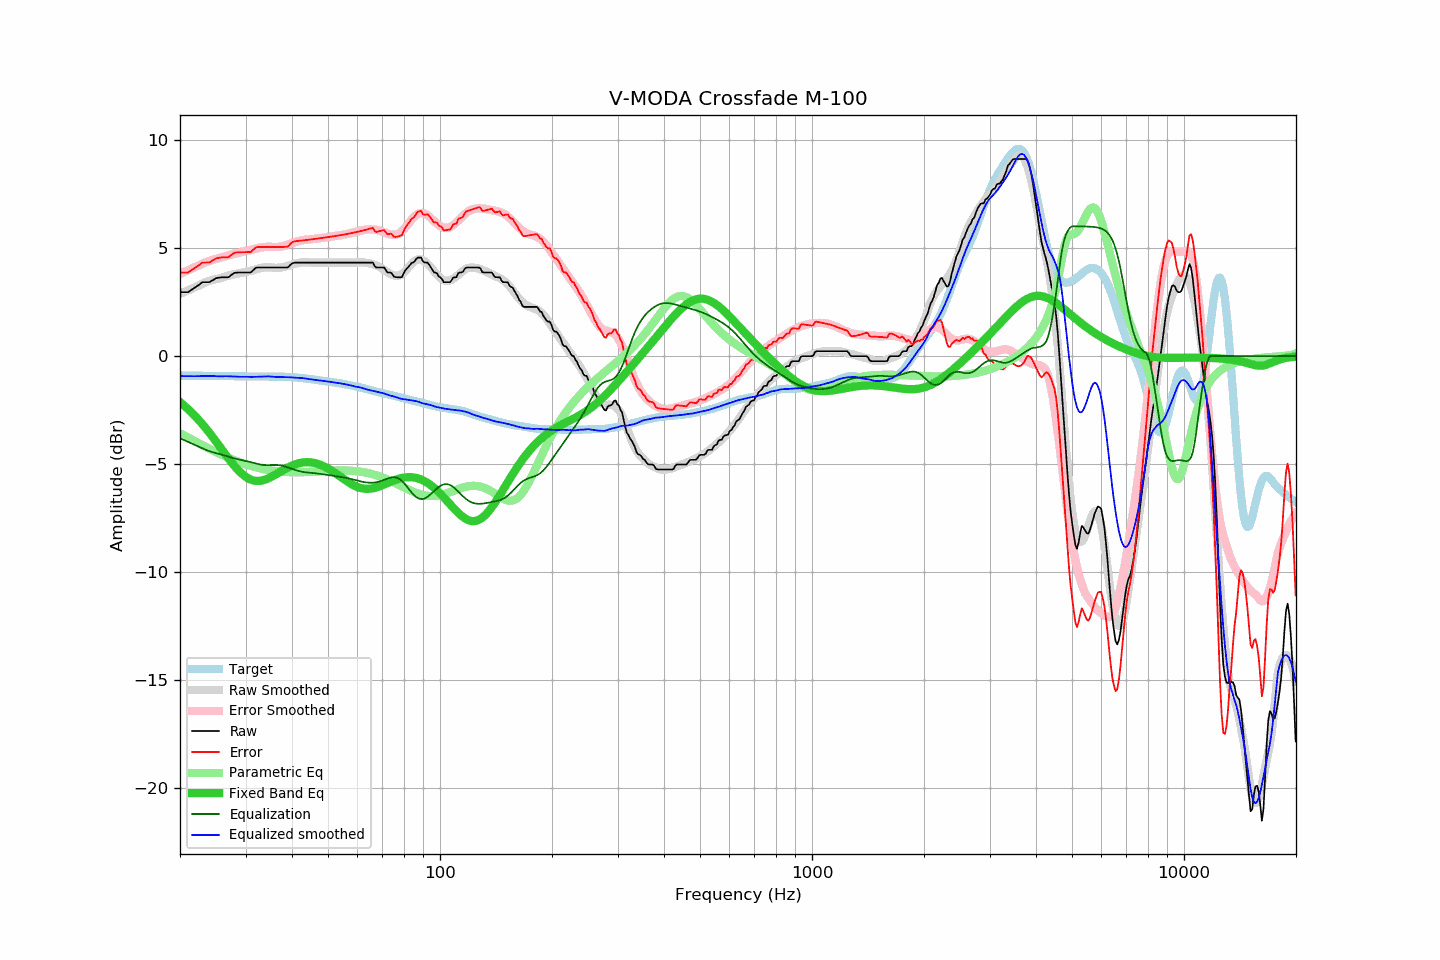 V-MODA Crossfade M-100
10
5
0
−5
−10
−15
−20
Amplitude (dBr)
Target
Raw Smoothed
Error Smoothed
Raw
Error
Parametric Eq
Fixed Band Eq
Equalization
Equalized smoothed
100
1000
10000
Frequency (Hz)